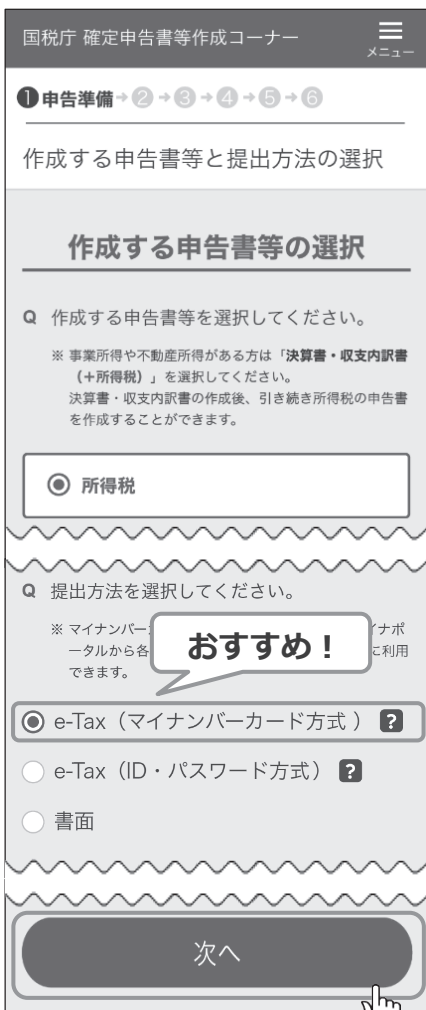 国税庁 確定申告書等作成コーナー
メニュー
❶申告準備→②→③→④→⑤→⑥
作成する申告書等と提出方法の選択
作成する申告書等の選択
Q 作成する申告書等を選択してください。
※ 事業所得や不動産所得がある方は「決算書・収支内訳書
（＋所得税）」を選択してください。
決算書・収支内訳書の作成後、引き続き所得税の申告書
を作成することができます。
所得税
Q 提出方法を選択してください。
※ マイナンバー
イナポ
ータルから各
に利用
できます。
おすすめ！
e-Tax（マイナンバーカード方式 ） ?
e-Tax（ID・パスワード方式） ?
書面
次へ